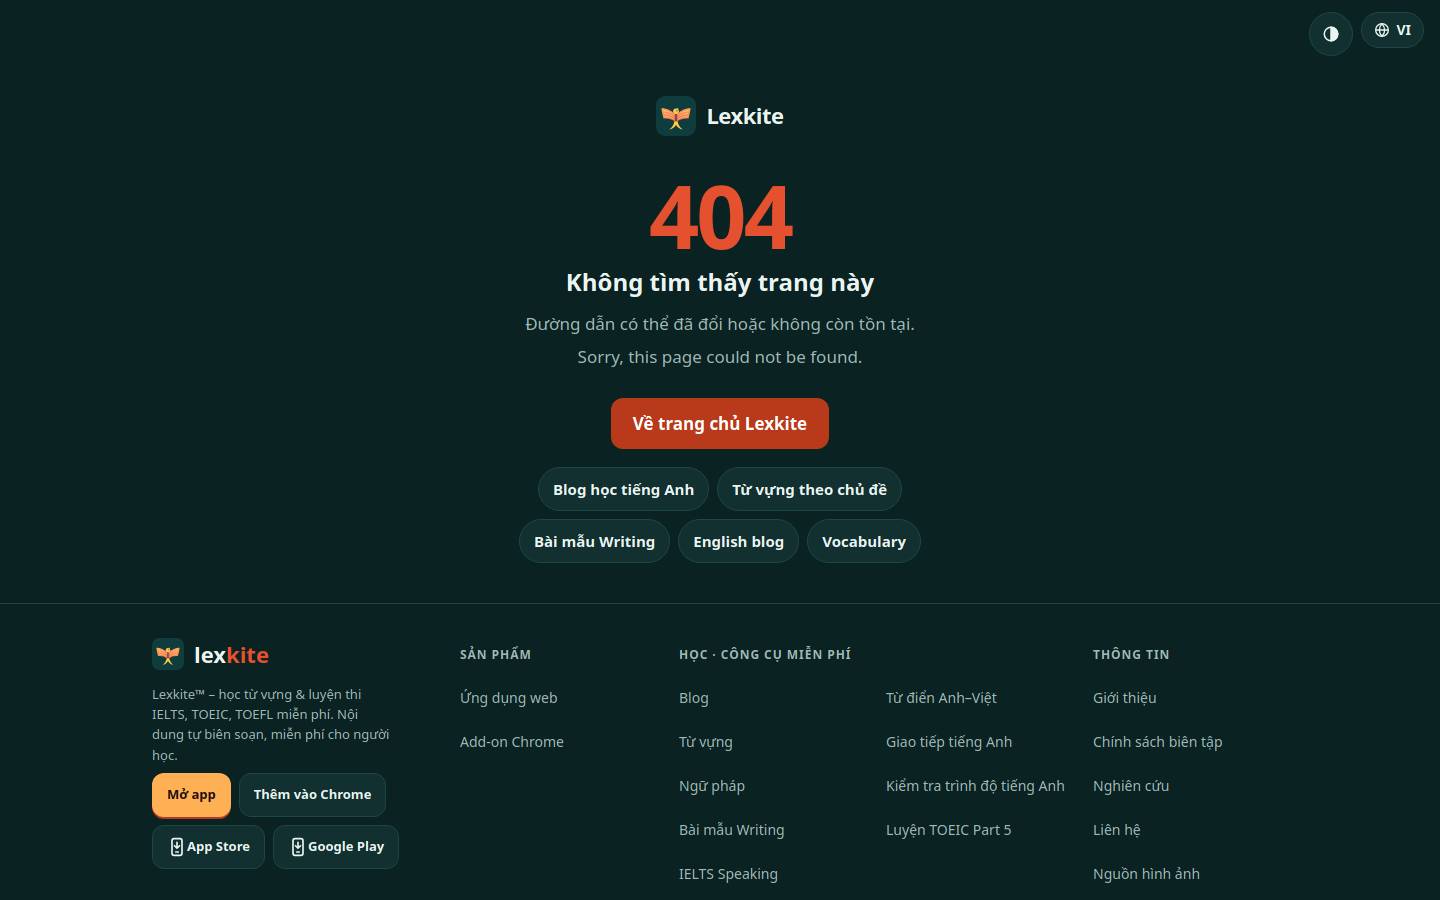 VI
Lexkite
404
Không tìm thấy trang này
Đường dẫn có thể đã đổi hoặc không còn tồn tại.
Sorry, this page could not be found.
Về trang chủ Lexkite
Blog học tiếng Anh
Từ vựng theo chủ đề
Bài mẫu Writing
English blog
Vocabulary
lexkite
Lexkite™ – học từ vựng & luyện thi
IELTS, TOEIC, TOEFL miễn phí. Nội
dung tự biên soạn, miễn phí cho người
học.
Mở app
Thêm vào Chrome
App Store
Google Play
SẢN PHẨM
Ứng dụng web
Add-on Chrome
HỌC · CÔNG CỤ MIỄN PHÍ
Blog
Từ vựng
Ngữ pháp
Bài mẫu Writing
IELTS Speaking
Từ điển Anh–Việt
Giao tiếp tiếng Anh
Kiểm tra trình độ tiếng Anh
Luyện TOEIC Part 5
THÔNG TIN
Giới thiệu
Chính sách biên tập
Nghiên cứu
Liên hệ
Nguồn hình ảnh